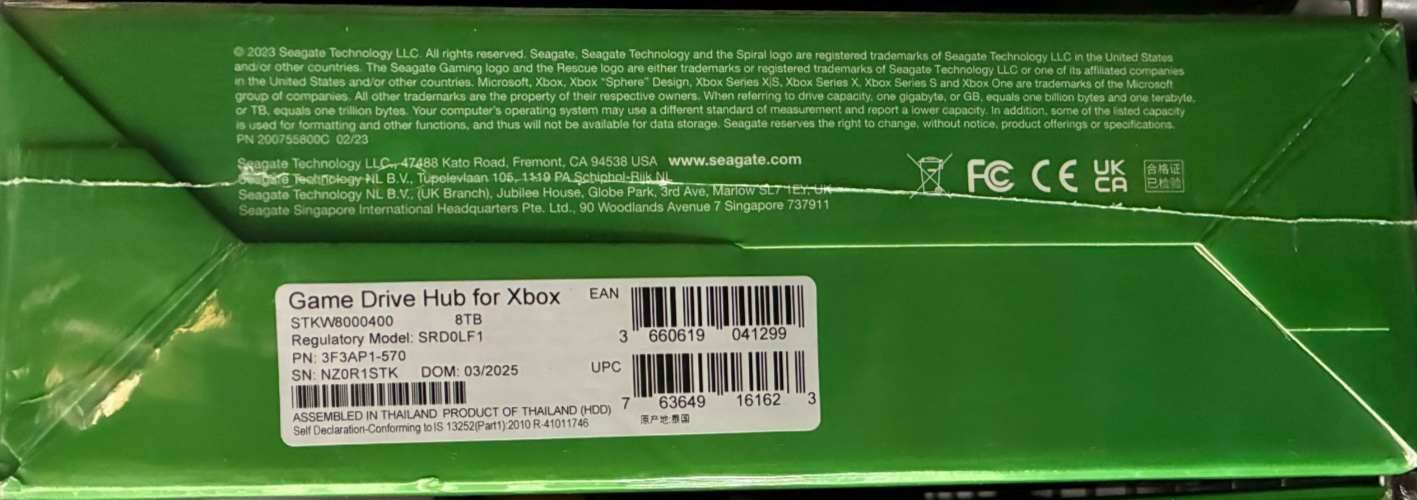 © 2023 Seagate Technology LLC. All rights reserved. Seagate, Seagate Technology and the Spiral logo are registered trademarks of Seagate Technology LLC in the United States
and/or other countries. The Seagate Gaming logo and the Rescue logo are either trademarks or registered trademarks of Seagate Technology LLC or one of its affiliated companies
in the United States and/or other countries. Microsoft, Xbox, Xbox “Sphere” Design, Xbox Series X|S, Xbox Series X, Xbox Series S and Xbox One are trademarks of the Microsoft
group of companies. All other trademarks are the property of their respective owners. When referring to drive capacity, one gigabyte, or GB, equals one billion bytes and one terabyte,
or TB, equals one trillion bytes. Your computer's operating system may use a different standard of measurement and report a lower capacity. In addition, some of the listed capacity
is used for formatting and other functions, and thus will not be available for data storage. Seagate reserves the right to change, without notice, product offerings or specifications.
PN 200755800C 02/23
Seagate Technology LLC., 47488 Kato Road, Fremont, CA 94538 USA www.seagate.com
Seagate Technology NL B.V., Tupolevlaan 105, 1119 PA Schiphol-Rijk NL
Seagate Technology NL B.V., (UK Branch), Jubilee House, Globe Park, 3rd Ave, Marlow SL7 1EY, UK
Seagate Singapore International Headquarters Pte. Ltd., 90 Woodlands Avenue 7 Singapore 737911
FC CE UK
CA
合格证
已检验
Game Drive Hub for Xbox
STKW8000400 8TB
Regulatory Model: SRD0LF1
PN: 3F3AP1-570
SN: NZ0R1STK DOM: 03/2025
ASSEMBLED IN THAILAND PRODUCT OF THAILAND (HDD)
Self Declaration-Conforming to IS 13252(Part1):2010 R-41011746
EAN
3 660619 041299
UPC
7 63649 16162 3
原产地:泰国